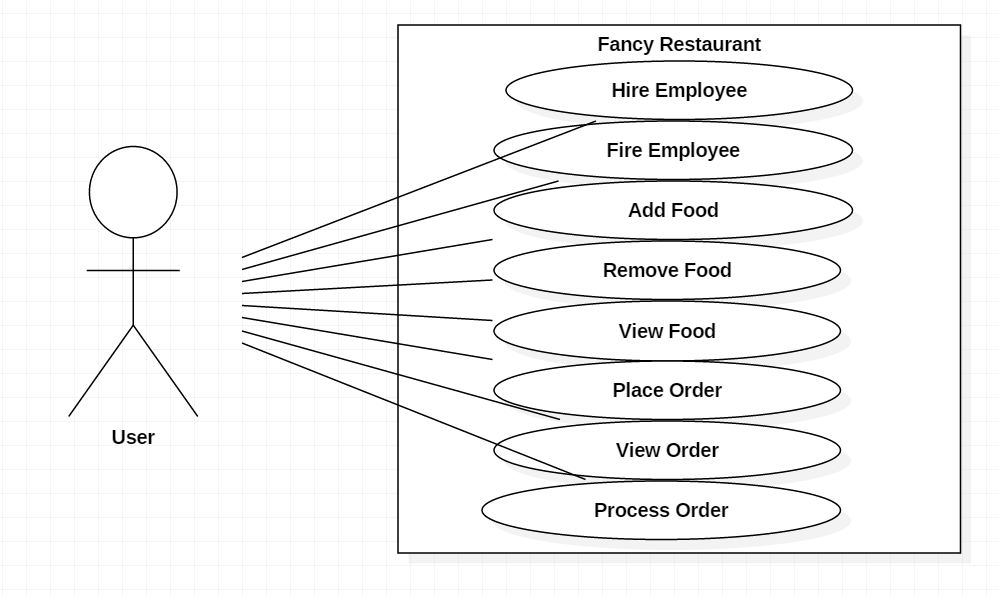 Fancy Restaurant
Hire Employee
Fire Employee
Add Food
Remove Food
View Food
Place Order
View Order
Process Order
User